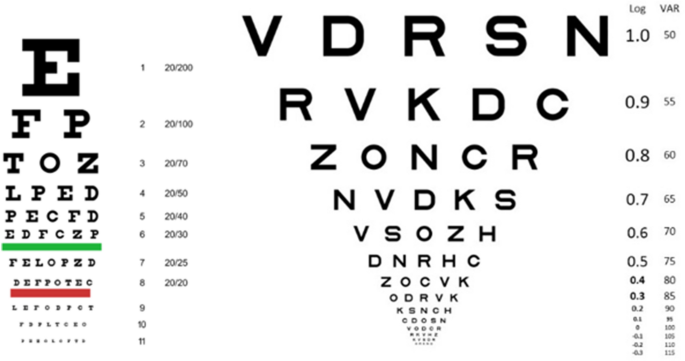 E 1 20/200
F P 2 20/100
T O Z 3 20/70
L P E D 4 20/50
P E C F D 5 20/40
E D F C Z P 6 20/30
F E L O P Z D 7 20/25
D E F P O T E C 8 20/20
L E F O D P C T 9
F D P L T C E O 10
11
Log VAR
V D R S N 1.0 50
R V K D C 0.9 55
Z O N C R 0.8 60
N V D K S 0.7 65
V S O Z H 0.6 70
D N R H C 0.5 75
Z O C V K 0.4 80
O D R V K 0.3 85
K S N C H 0.2 90
C D O S N 0.1 95
V O D C R 0 100
-0.1 105
-0.2 110
-0.3 115